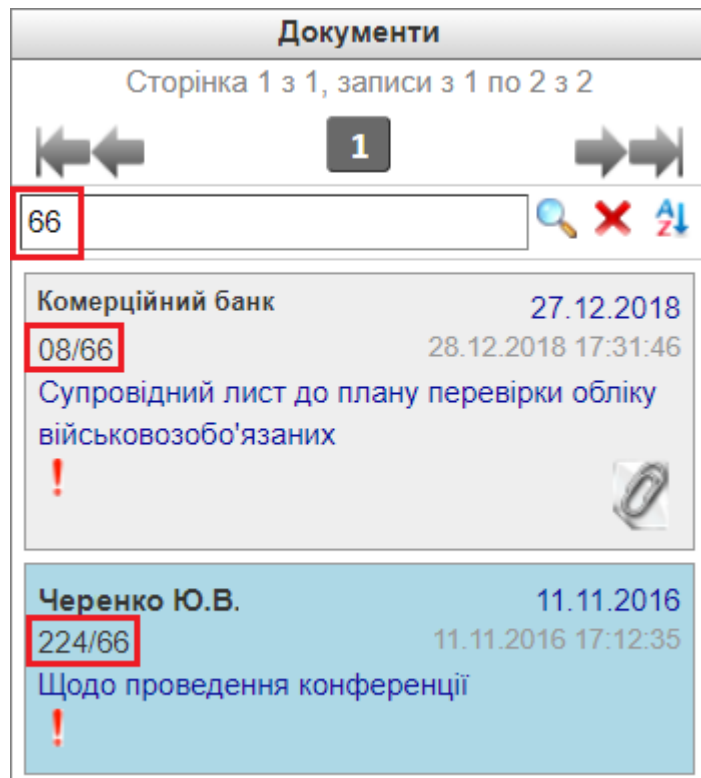 Документи
Сторінка 1 з 1, записи з 1 по 2 з 2
1
66
Комерційний банк 27.12.2018
08/66 28.12.2018 17:31:46
Супровідний лист до плану перевірки обліку
військовозобо'язаних
Черенко Ю.В. 11.11.2016
224/66 11.11.2016 17:12:35
Щодо проведення конференції